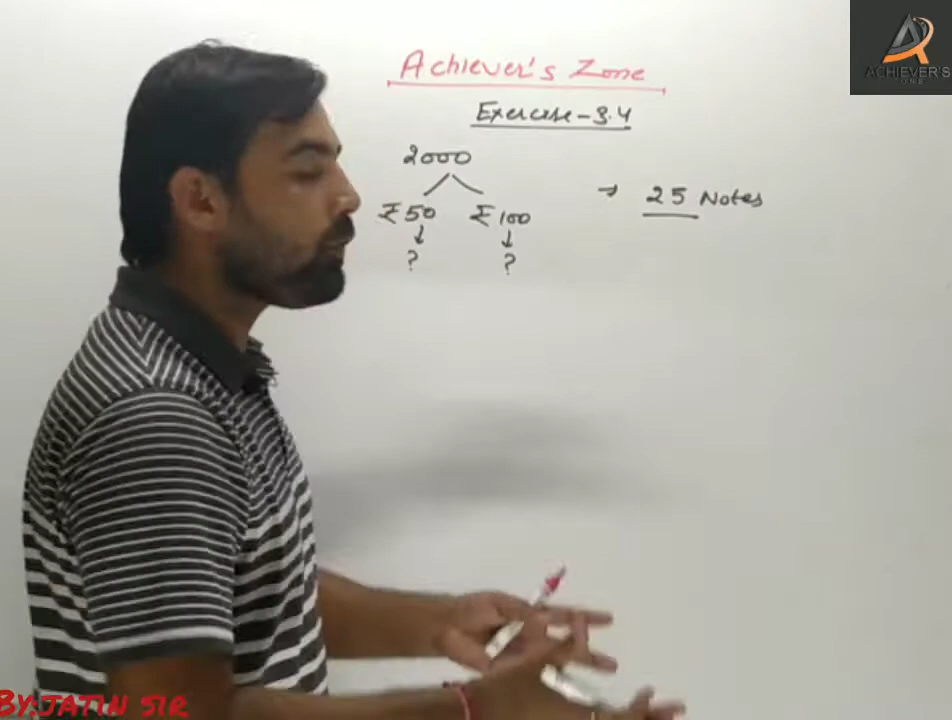 Achiever's Zone
ACHIEVER'S
Exercise-3.4
2000
→ 25 Notes
₹50 ₹100
↓ ↓
? ?
BY:JATIN SIR